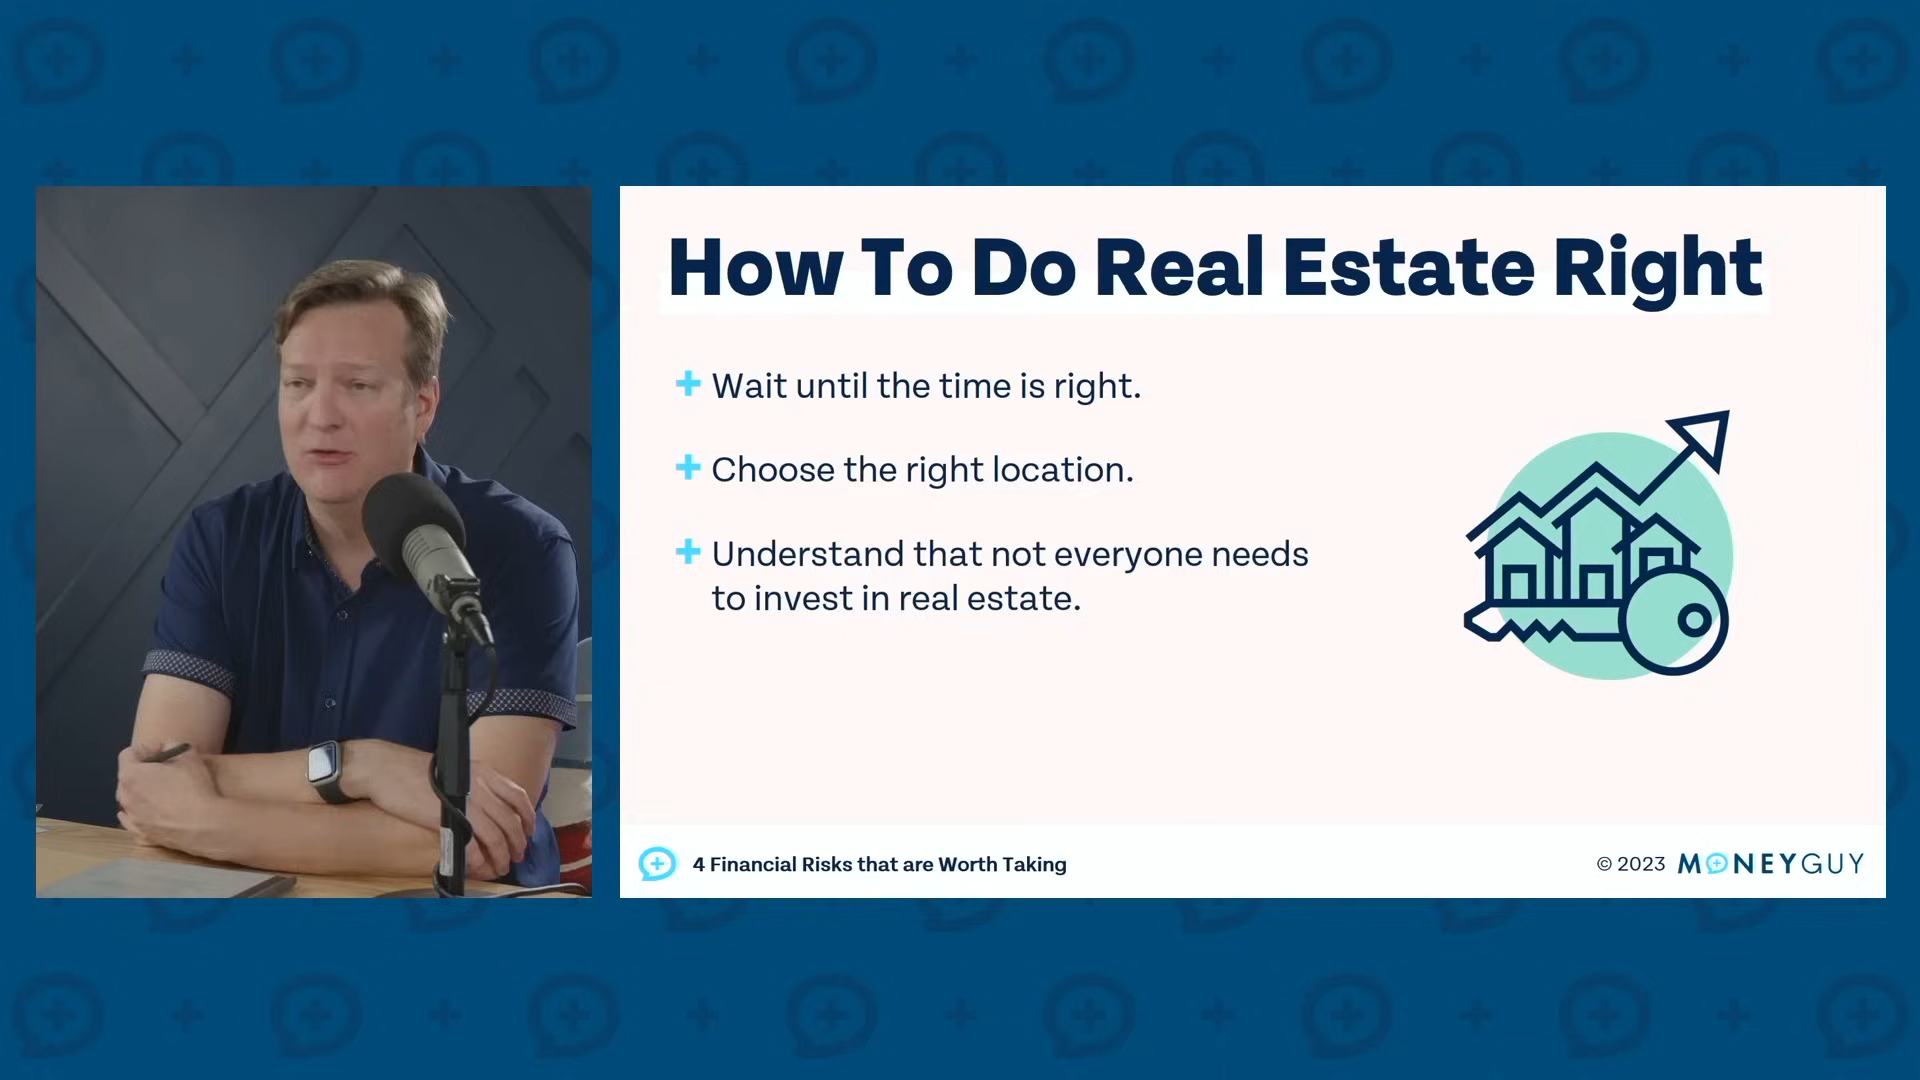 How To Do Real Estate Right
+ Wait until the time is right.
+ Choose the right location.
+ Understand that not everyone needs
to invest in real estate.
4 Financial Risks that are Worth Taking
© 2023 MONEYGUY